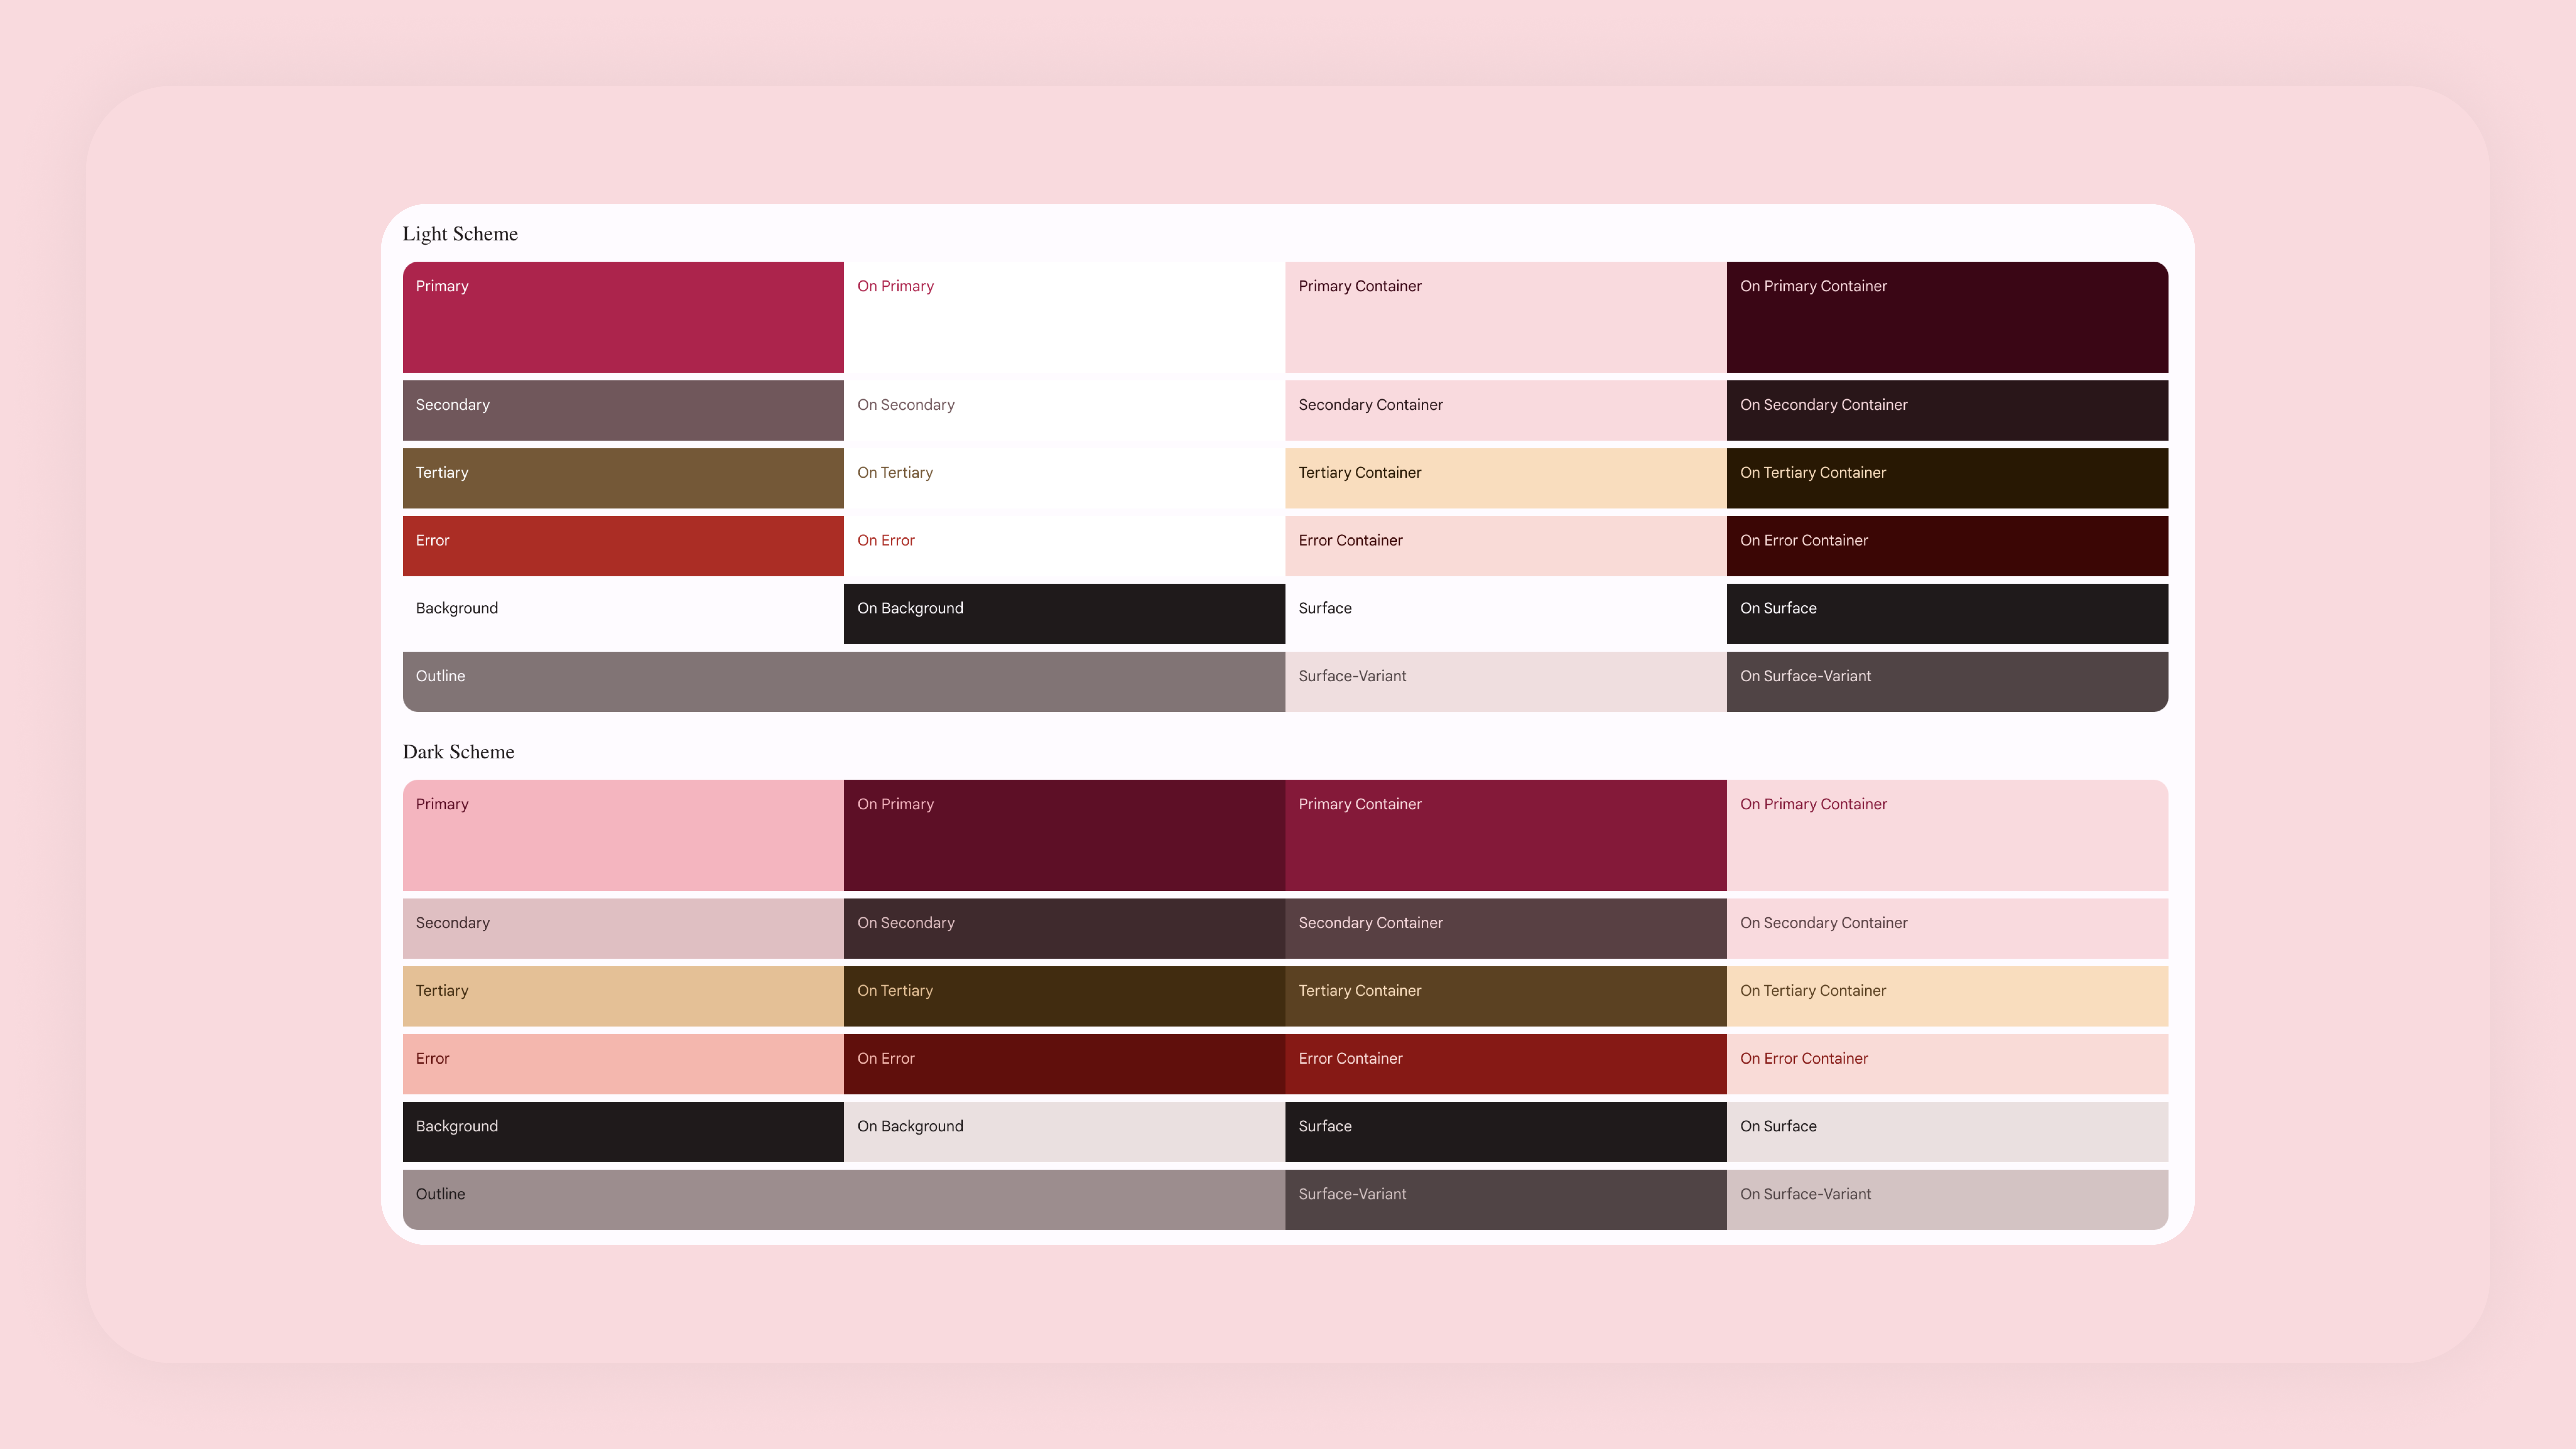 Light Scheme
Primary
On Primary
Primary Container
On Primary Container
Secondary
On Secondary
Secondary Container
On Secondary Container
Tertiary
On Tertiary
Tertiary Container
On Tertiary Container
Error
On Error
Error Container
On Error Container
Background
On Background
Surface
On Surface
Outline
Surface-Variant
On Surface-Variant
Dark Scheme
Primary
On Primary
Primary Container
On Primary Container
Secondary
On Secondary
Secondary Container
On Secondary Container
Tertiary
On Tertiary
Tertiary Container
On Tertiary Container
Error
On Error
Error Container
On Error Container
Background
On Background
Surface
On Surface
Outline
Surface-Variant
On Surface-Variant